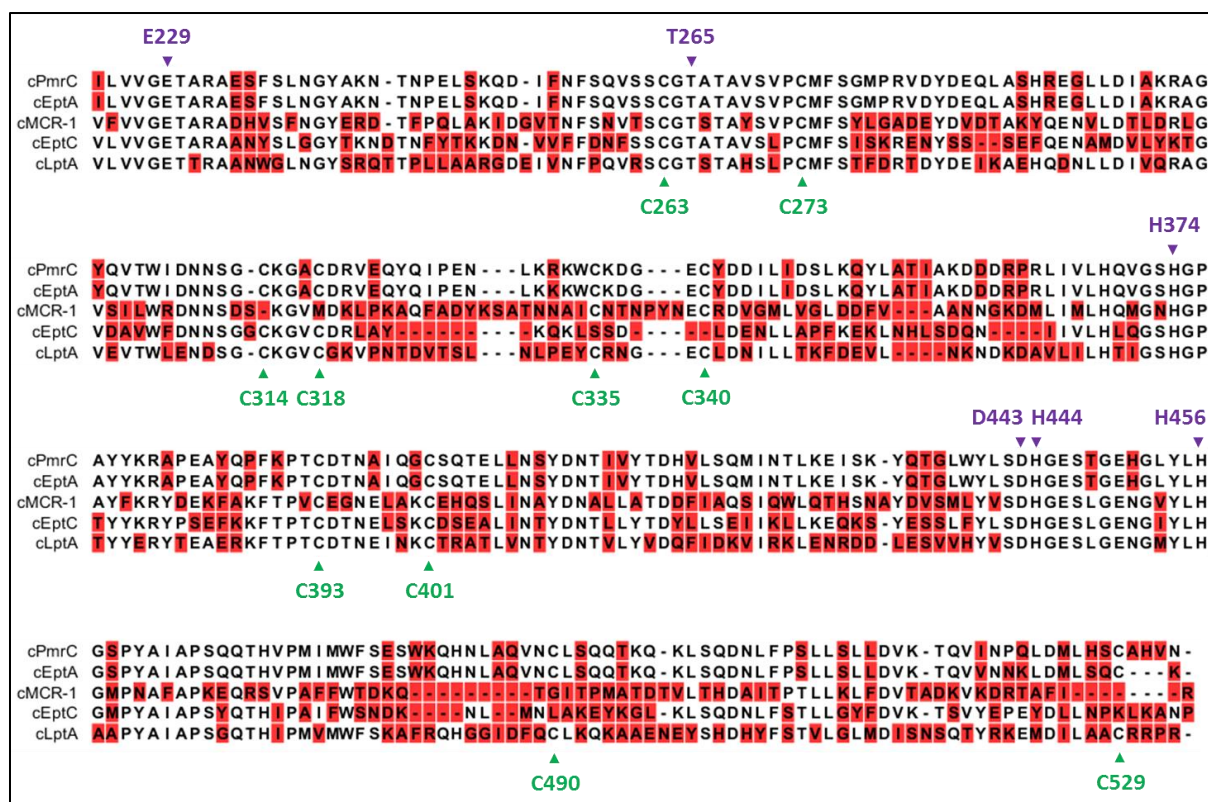 E229 T265
cPmrC ILVVGETARAESFSLNGYAKN-TNPELSKQD-IFNFSQVSSCGTATAVSVPCMFSGMPRVDYDEQLASHREGLLDIAKRAG
cEptA ILVVGETARAESFSLNGYAKN-TNPELSKQD-IFNFSQVSSCGTATAVSVPCMFSGMPRVDYDEQLASHREGLLDIAKRAG
cMCR-1 VFVVGETARADHVSFNGYERD-TFPQLAKIDGVTNFSNVTSCGTSTAYSVPCMFSYLGADEYDVDTAKYQENVLDTLDRLG
cEptC VLVVGETARAANYSLGGYTKNDTNFYTKKDN-VVFFDNFSSCGTATAVSLPCMFSISKRENYSS--SEFQENAMDVLYKTG
cLptA VLVVGETTRAANWGLNGYSRQTTPLLAARGDEIVNFPQVRSCGTSTAHSLPCMFSTFDRTDYDEIKAEHQDNLLDIVQRAG
C263 C273
H374
cPmrC YQVTWIDNNSG-CKGACDRVEQYQIPEN---LKRKWCKDG---ECYDDILIDSLKQYLATIAKDDDRPRLIVLHQVGSHGP
cEptA YQVTWIDNNSG-CKGACDRVEQYQIPEN---LKKKWCKDG---ECYDDILIDSLKQYLATIAKDDDRPRLIVLHQVGSHGP
cMCR-1 VSILWRDNNSDS-KGVMDKLPKAQFADYKSATNNAICNTNPYNECRDVGMLVGLDDFV---AANNGKDMLIMLHQMGNHGP
cEptC VDAVWFDNNSGGCKGVCDRLAY------KQKLSSD------LDENLLAPFKEKLNHLSDQN----IIVLHLQGSHGP
cLptA VEVTWLENDSG-CKGVCGKVPNTDVTSL---NLPEYCRNG---ECLDNILLTKFDEVL----NKNDKDAVLILHTIGSHGP
C314 C318 C335 C340
D443 H444 H456
cPmrC AYYKRAPEAYQPFKPTCDTNAIQGCSQTELLNSYDNTIVYTDHVLSQMINTLKEISK-YQTGLWYLSDHGESTGEHGLYLH
cEptA AYYKRAPEAYQPFKPTCDTNAIQGCSQTELLNSYDNTIVYTDHVLSQMINTLKEISK-YQTGLWYLSDHGESTGEHGLYLH
cMCR-1 AYFKRYDEKFAKFTPVCEGNELAKCEHQSLINAYDNALLATDDFIAQSIQWLQTHSNAYDVSMLYVSDHGESLGENGVYLH
cEptC TYYKRYPSEFKKFTPTCDTNELSKCDSEALINTYDNTLLYTDYLLSEIIKLLKEQKS-YESSLFYLSDHGESLGENGIYLH
cLptA TYYERYTEAERKFTPTCDTNEINKCTRATLVNTYDNTVLYVDQFIDKVIRKLENRDD-LESVVHYVSDHGESLGENGMYLH
C393 C401
cPmrC GSPYAIAPSQQTHVPMIMWFSESWKQHNLAQVNCLSQQTKQ-KLSQDNLFPSLLSLLDVK-TQVINPQLDMLHSCAHVN-
cEptA GSPYAIAPSQQTHVPMIMWFSESWKQHNLAQVNCLSQQTKQ-KLSQDNLFPSLLSLLDVK-TQVVNNKLDMLSQC---K-
cMCR-1 GMPNAFAPKEQRSVPAFFWTDKQ---------TGITPMATDTVLTHDAITPTLLKLFDVTADKVKDRTAFI--------R
cEptC GMPYAIAPSYQTHIPAIFWSNDK----NL--MNLAKEYKGL-KLSQDNLFSTLLGYFDVK-TSVYEPEYDLLNPKLKANP
cLptA AAPYAIAPSGQTHIPMVMWFSKAFRQHGGIDFQCLKQKAAENEYSHDHYFSTVLGLMDISNSQTYRKEMDILAACRRPR-
C490 C529